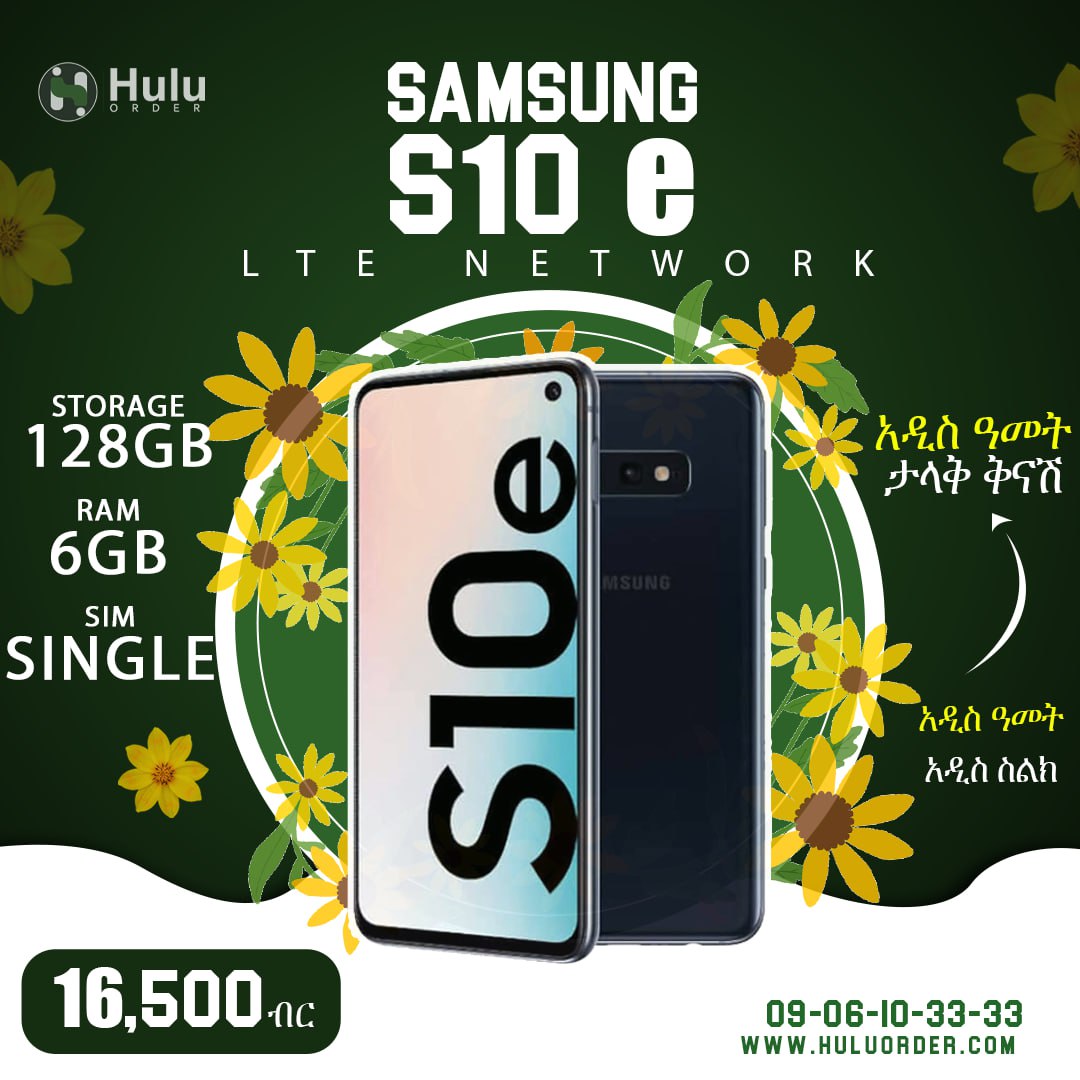 Hulu
ORDER
SAMSUNG
S10 e
LTE NETWORK
STORAGE
128GB
RAM
6GB
SIM
SINGLE
S10e
MSUNG
አዲስ ዓመት
ታላቅ ቅናሽ
አዲስ ዓመት
አዲስ ስልክ
16,500 ብር
09-06-10-33-33
WWW.HULUORDER.COM